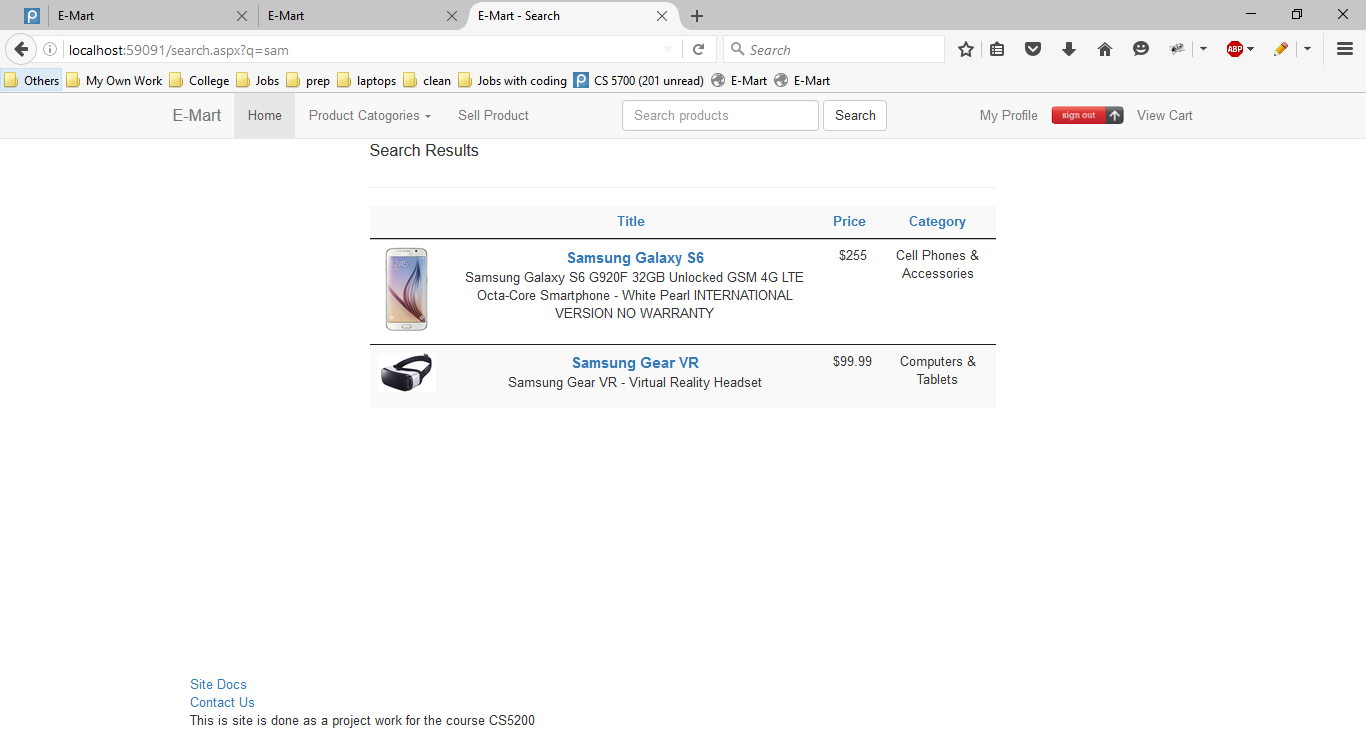 E-Mart
E-Mart
E-Mart - Search
localhost:59091/search.aspx?q=sam
Search
ABP
Others
My Own Work
College
Jobs
prep
laptops
clean
Jobs with coding
CS 5700 (201 unread)
E-Mart
E-Mart
E-Mart
Home
Product Catogories
Sell Product
Search products
Search
My Profile
sign out
View Cart
Search Results
Title
Price
Category
Samsung Galaxy S6
$255
Cell Phones &
Samsung Galaxy S6 G920F 32GB Unlocked GSM 4G LTE
Accessories
Octa-Core Smartphone - White Pearl INTERNATIONAL
VERSION NO WARRANTY
Samsung Gear VR
$99.99
Computers &
Samsung Gear VR - Virtual Reality Headset
Tablets
Site Docs
Contact Us
This is site is done as a project work for the course CS5200